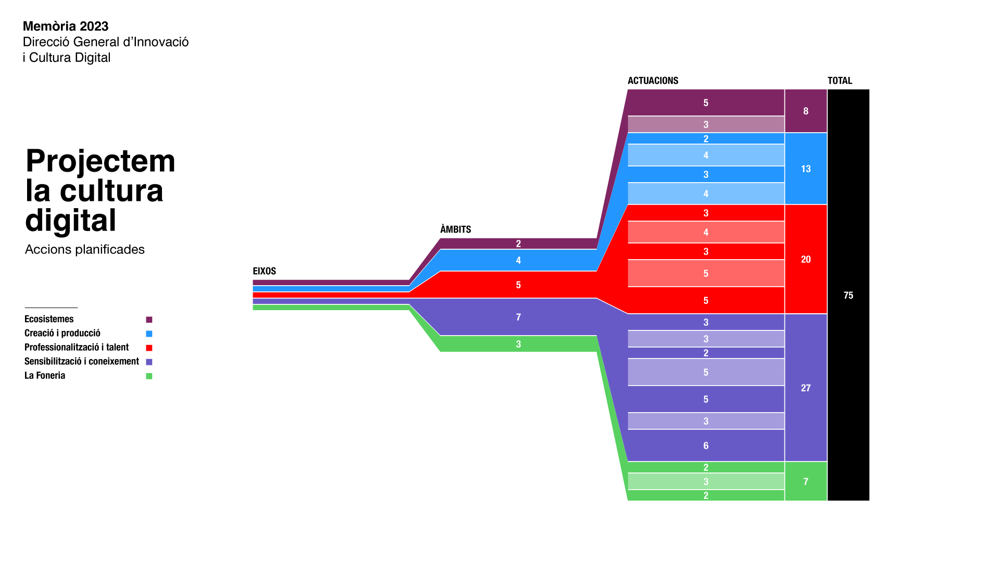 Memòria 2023
Direcció General d’Innovació
i Cultura Digital
Projectem
la cultura
digital
Accions planificades
Ecosistemes
Creació i producció
Professionalització i talent
Sensibilització i coneixement
La Foneria
EIXOS
ÀMBITS
2
4
5
7
3
ACTUACIONS
5
3
2
4
3
4
3
4
3
5
5
3
3
2
5
5
3
6
2
3
2
8
13
20
27
7
TOTAL
75